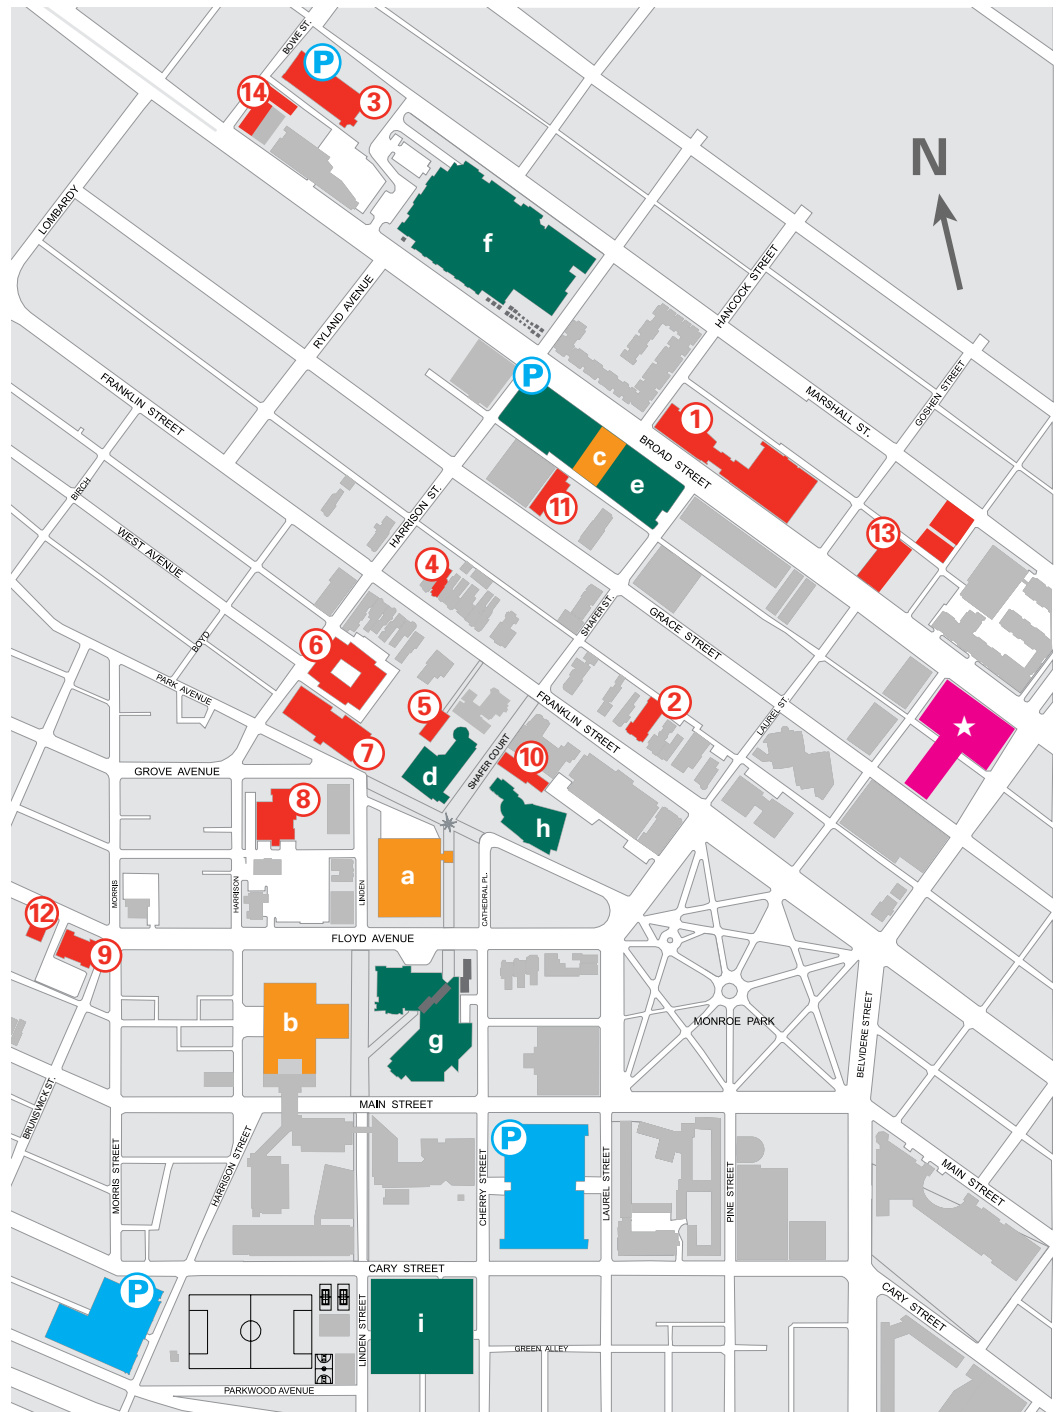 BOWE ST.
P
3
14
N
LOMBARDY
f
HANCOCK STREET
RYLAND AVENUE
P
GOSHEN STREET
FRANKLIN STREET
MARSHALL ST.
1
BROAD STREET
c
e
BIRCH
11
HARRISON ST.
13
WEST AVENUE
4
SHAFER ST.
GRACE STREET
BOYD
6
PARK AVENUE
5
FRANKLIN STREET
2
LAUREL ST.
7
SHAFER COURT
10
d
GROVE AVENUE
8
h
a
MORRIS
HARRISON
LINDEN
CATHEDRAL PL.
12
FLOYD AVENUE
9
b
g
MONROE PARK
BELVIDERE STREET
MAIN STREET
BRUNSWICK ST.
P
MORRIS STREET
HARRISON STREET
CHERRY STREET
LAUREL STREET
PINE STREET
MAIN STREET
CARY STREET
P
CARY STREET
i
LINDEN STREET
GREEN ALLEY
PARKWOOD AVENUE